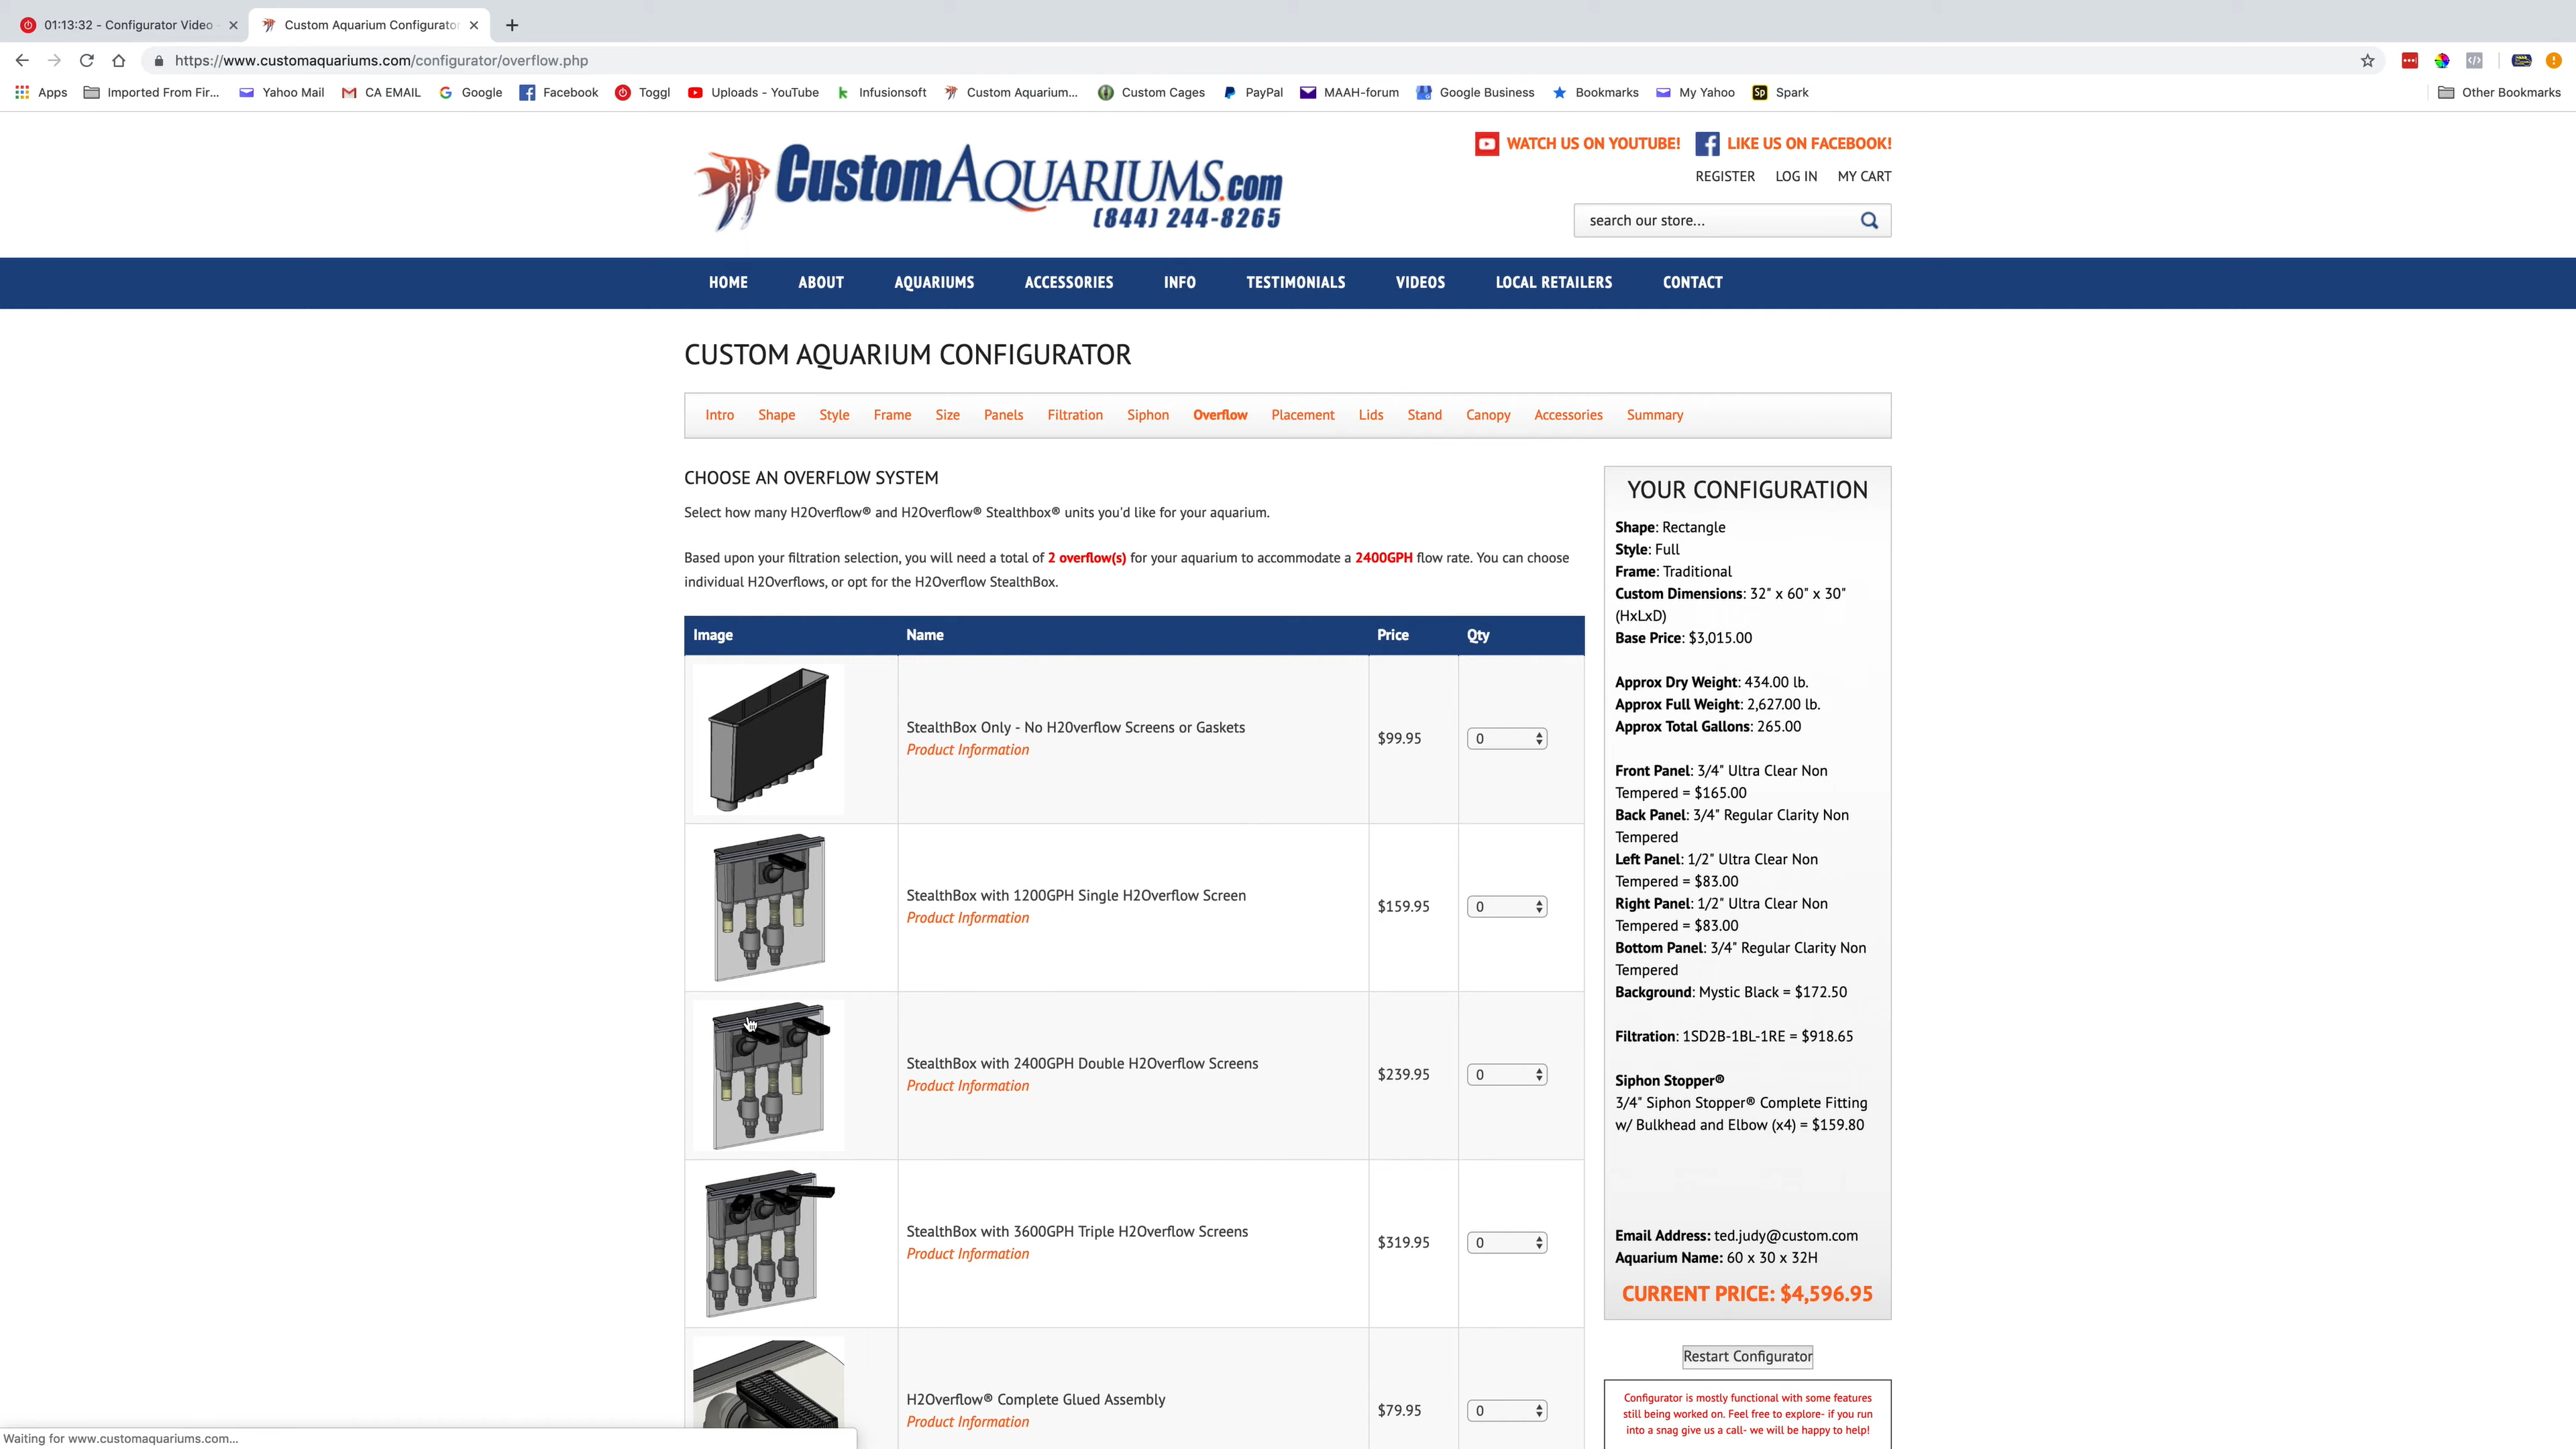 01:13:32 - Configurator Video
Custom Aquarium Configurator
https://www.customaquariums.com/configurator/overflow.php
Apps
Imported From Fir...
Yahoo Mail
CA EMAIL
Google
Facebook
Toggl
Uploads - YouTube
Infusionsoft
Custom Aquarium...
Custom Cages
PayPal
MAAH-forum
Google Business
Bookmarks
My Yahoo
Spark
Other Bookmarks
CustomAquariums.com
(844) 244-8265
WATCH US ON YOUTUBE!
LIKE US ON FACEBOOK!
REGISTER LOG IN MY CART
search our store...
HOME ABOUT AQUARIUMS ACCESSORIES INFO TESTIMONIALS VIDEOS LOCAL RETAILERS CONTACT
CUSTOM AQUARIUM CONFIGURATOR
Intro Shape Style Frame Size Panels Filtration Siphon Overflow Placement Lids Stand Canopy Accessories Summary
CHOOSE AN OVERFLOW SYSTEM
Select how many H2Overflow® and H2Overflow® Stealthbox® units you'd like for your aquarium.
Based upon your filtration selection, you will need a total of 2 overflow(s) for your aquarium to accommodate a 2400GPH flow rate. You can choose
individual H2Overflows, or opt for the H2Overflow StealthBox.
Image Name Price Qty
StealthBox Only - No H20verflow Screens or Gaskets
Product Information
$99.95 0
StealthBox with 1200GPH Single H2Overflow Screen
Product Information
$159.95 0
StealthBox with 2400GPH Double H2Overflow Screens
Product Information
$239.95 0
StealthBox with 3600GPH Triple H2Overflow Screens
Product Information
$319.95 0
H2Overflow® Complete Glued Assembly
Product Information
$79.95 0
YOUR CONFIGURATION
Shape: Rectangle
Style: Full
Frame: Traditional
Custom Dimensions: 32" x 60" x 30"
(HxLxD)
Base Price: $3,015.00
Approx Dry Weight: 434.00 lb.
Approx Full Weight: 2,627.00 lb.
Approx Total Gallons: 265.00
Front Panel: 3/4" Ultra Clear Non
Tempered = $165.00
Back Panel: 3/4" Regular Clarity Non
Tempered
Left Panel: 1/2" Ultra Clear Non
Tempered = $83.00
Right Panel: 1/2" Ultra Clear Non
Tempered = $83.00
Bottom Panel: 3/4" Regular Clarity Non
Tempered
Background: Mystic Black = $172.50
Filtration: 1SD2B-1BL-1RE = $918.65
Siphon Stopper®
3/4" Siphon Stopper® Complete Fitting
w/ Bulkhead and Elbow (x4) = $159.80
Email Address: ted.judy@custom.com
Aquarium Name: 60 x 30 x 32H
CURRENT PRICE: $4,596.95
Restart Configurator
Configurator is mostly functional with some features
still being worked on. Feel free to explore- if you run
into a snag give us a call- we will be happy to help!
Waiting for www.customaquariums.com...